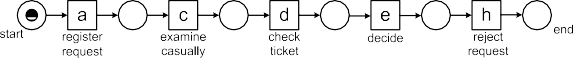 a c d e h
start register request examine casually check ticket decide reject request end